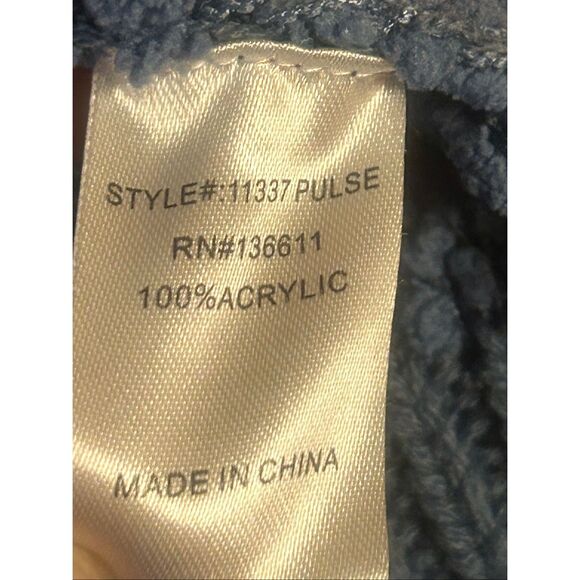 STYLE#:11337 PULSE
RN#136611
100%ACRYLIC
MADE IN CHINA